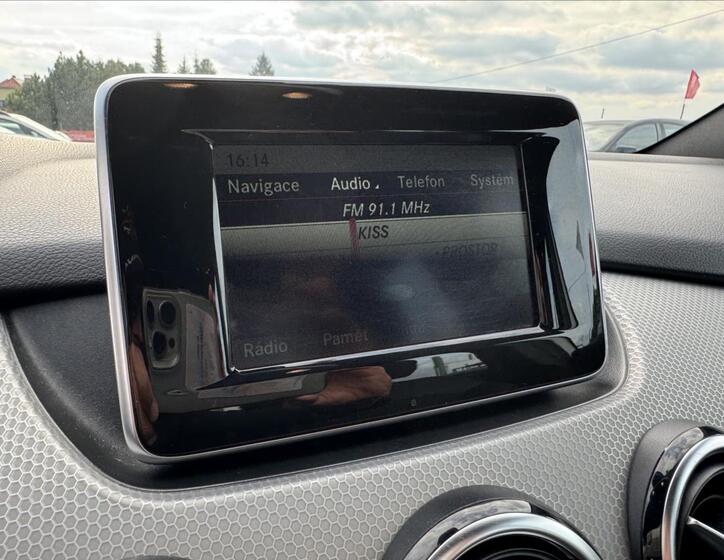 16:14
Navigace Audio Telefon Systém
FM 91.1 MHz
KISS
• PROSTOR
Rádio Paměť